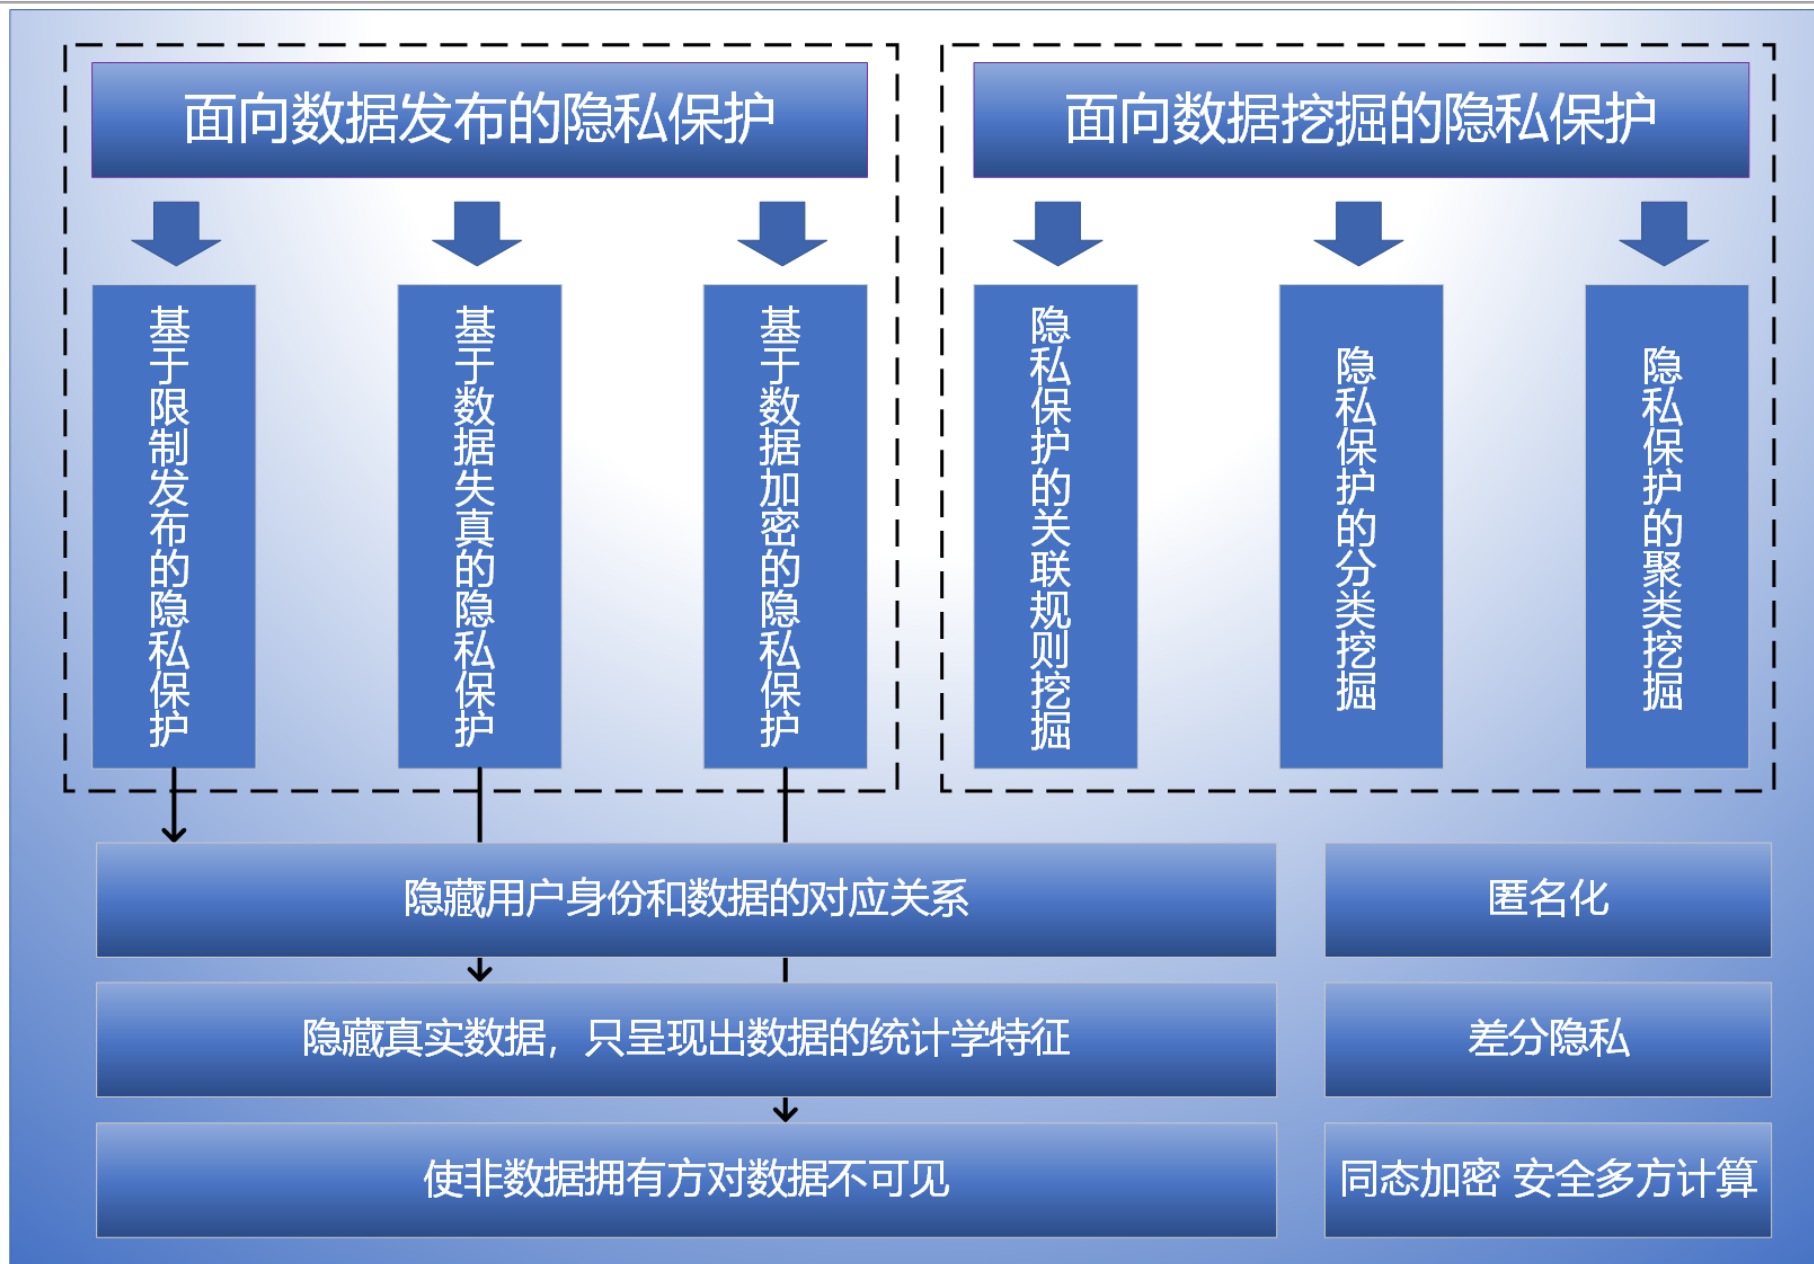 面向数据发布的隐私保护
面向数据挖掘的隐私保护
基于限制发布的隐私保护
基于数据失真的隐私保护
基于数据加密的隐私保护
隐私保护的关联规则挖掘
隐私保护的分类挖掘
隐私保护的聚类挖掘
隐藏用户身份和数据的对应关系
匿名化
隐藏真实数据，只呈现出数据的统计学特征
差分隐私
使非数据拥有方对数据不可见
同态加密 安全多方计算